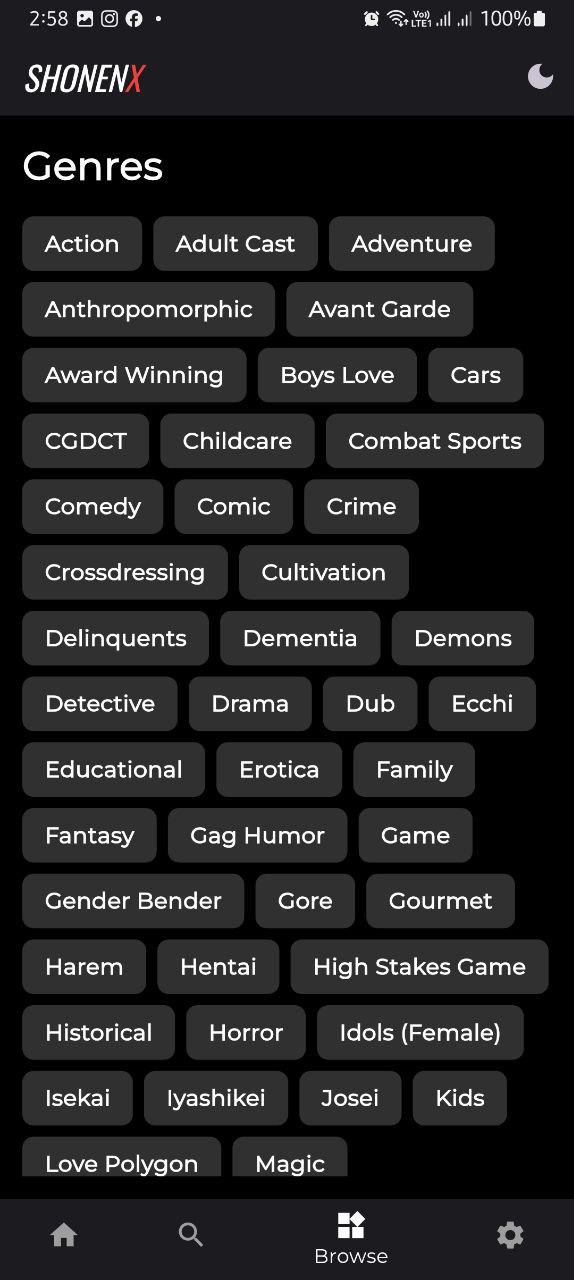 2:58 Vo) LTE1 100%
SHONENX
Genres
Action Adult Cast Adventure
Anthropomorphic Avant Garde
Award Winning Boys Love Cars
CGDCT Childcare Combat Sports
Comedy Comic Crime
Crossdressing Cultivation
Delinquents Dementia Demons
Detective Drama Dub Ecchi
Educational Erotica Family
Fantasy Gag Humor Game
Gender Bender Gore Gourmet
Harem Hentai High Stakes Game
Historical Horror Idols (Female)
Isekai Iyashikei Josei Kids
Love Polygon Magic
Browse